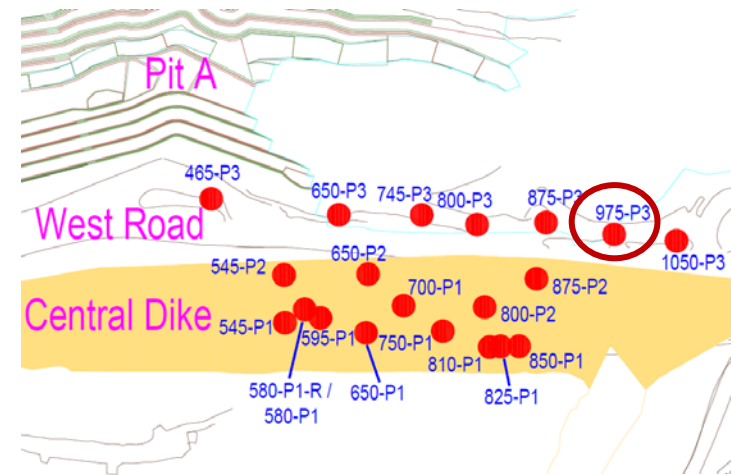 Pit A
465-P3
650-P3
745-P3
800-P3
875-P3
975-P3
1050-P3
West Road
545-P2
650-P2
875-P2
700-P1
800-P2
Central Dike
545-P1
595-P1
750-P1
810-P1
850-P1
580-P1-R /
580-P1
650-P1
825-P1